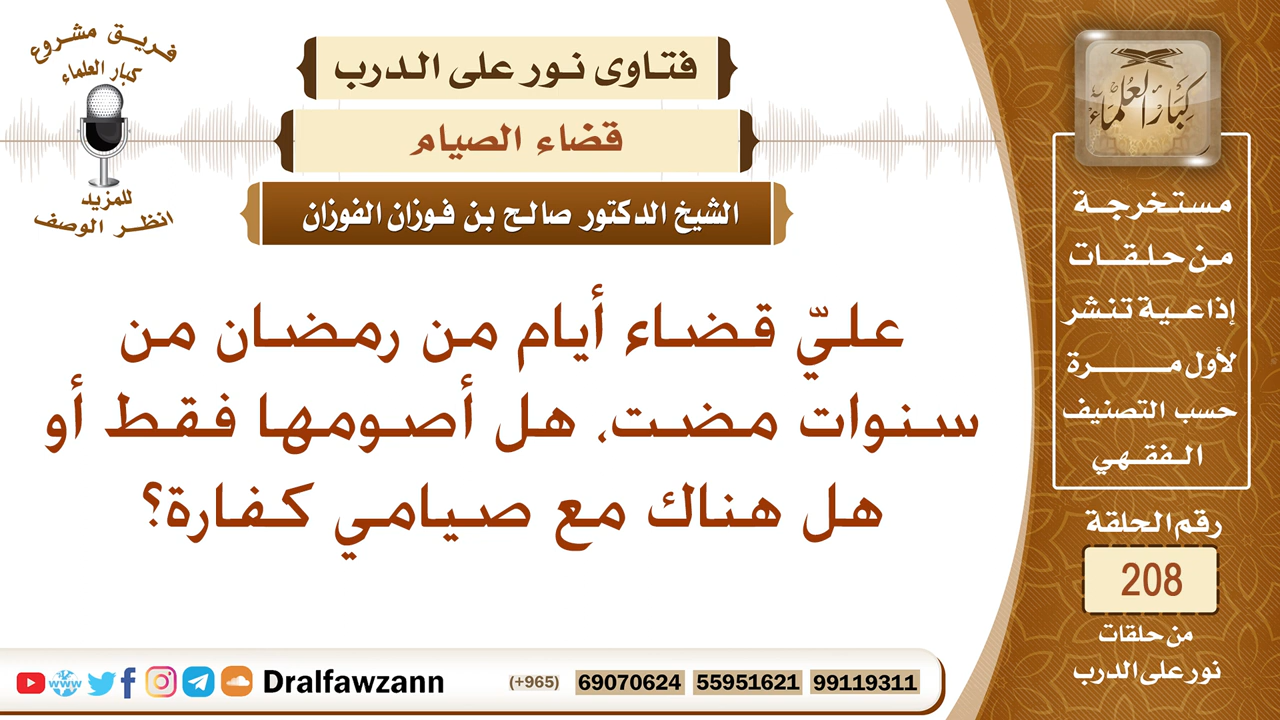 فريق مشروع
كبار العلماء
للمزيد
انظر الوصف
فتاوى نور على الدرب
قضاء الصيام
الشيخ الدكتور صالح بن فوزان الفوزان
عليّ قضاء أيام من رمضان من
سنوات مضت، هل أصومها فقط أو
هل هناك مع صيامي كفارة؟
كبار العلماء
مستخرجة
من حلقات
إذاعية تنشر
لأول مرة
حسب التصنيف
الفقهي
رقم الحلقة
208
من حلقات
نور على الدرب
www Dralfawzann (+965) 69070624 55951621 99119311